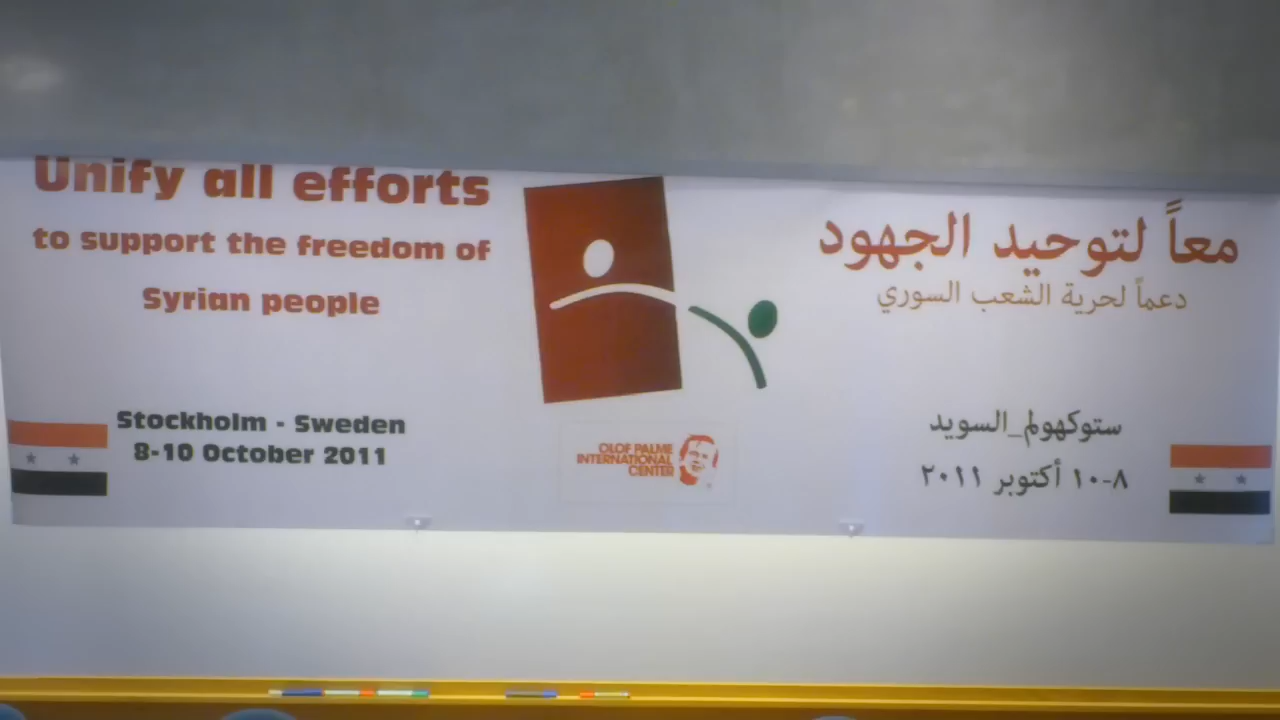 Unify all efforts
to support the freedom of
Syrian people
Stockholm - Sweden
8-10 October 2011
OLOF PALME
INTERNATIONAL
CENTER
معاً لتوحيد الجهود
دعماً لحرية الشعب السوري
ستوكهولم_السويد
٨-١٠ أكتوبر ٢٠١١